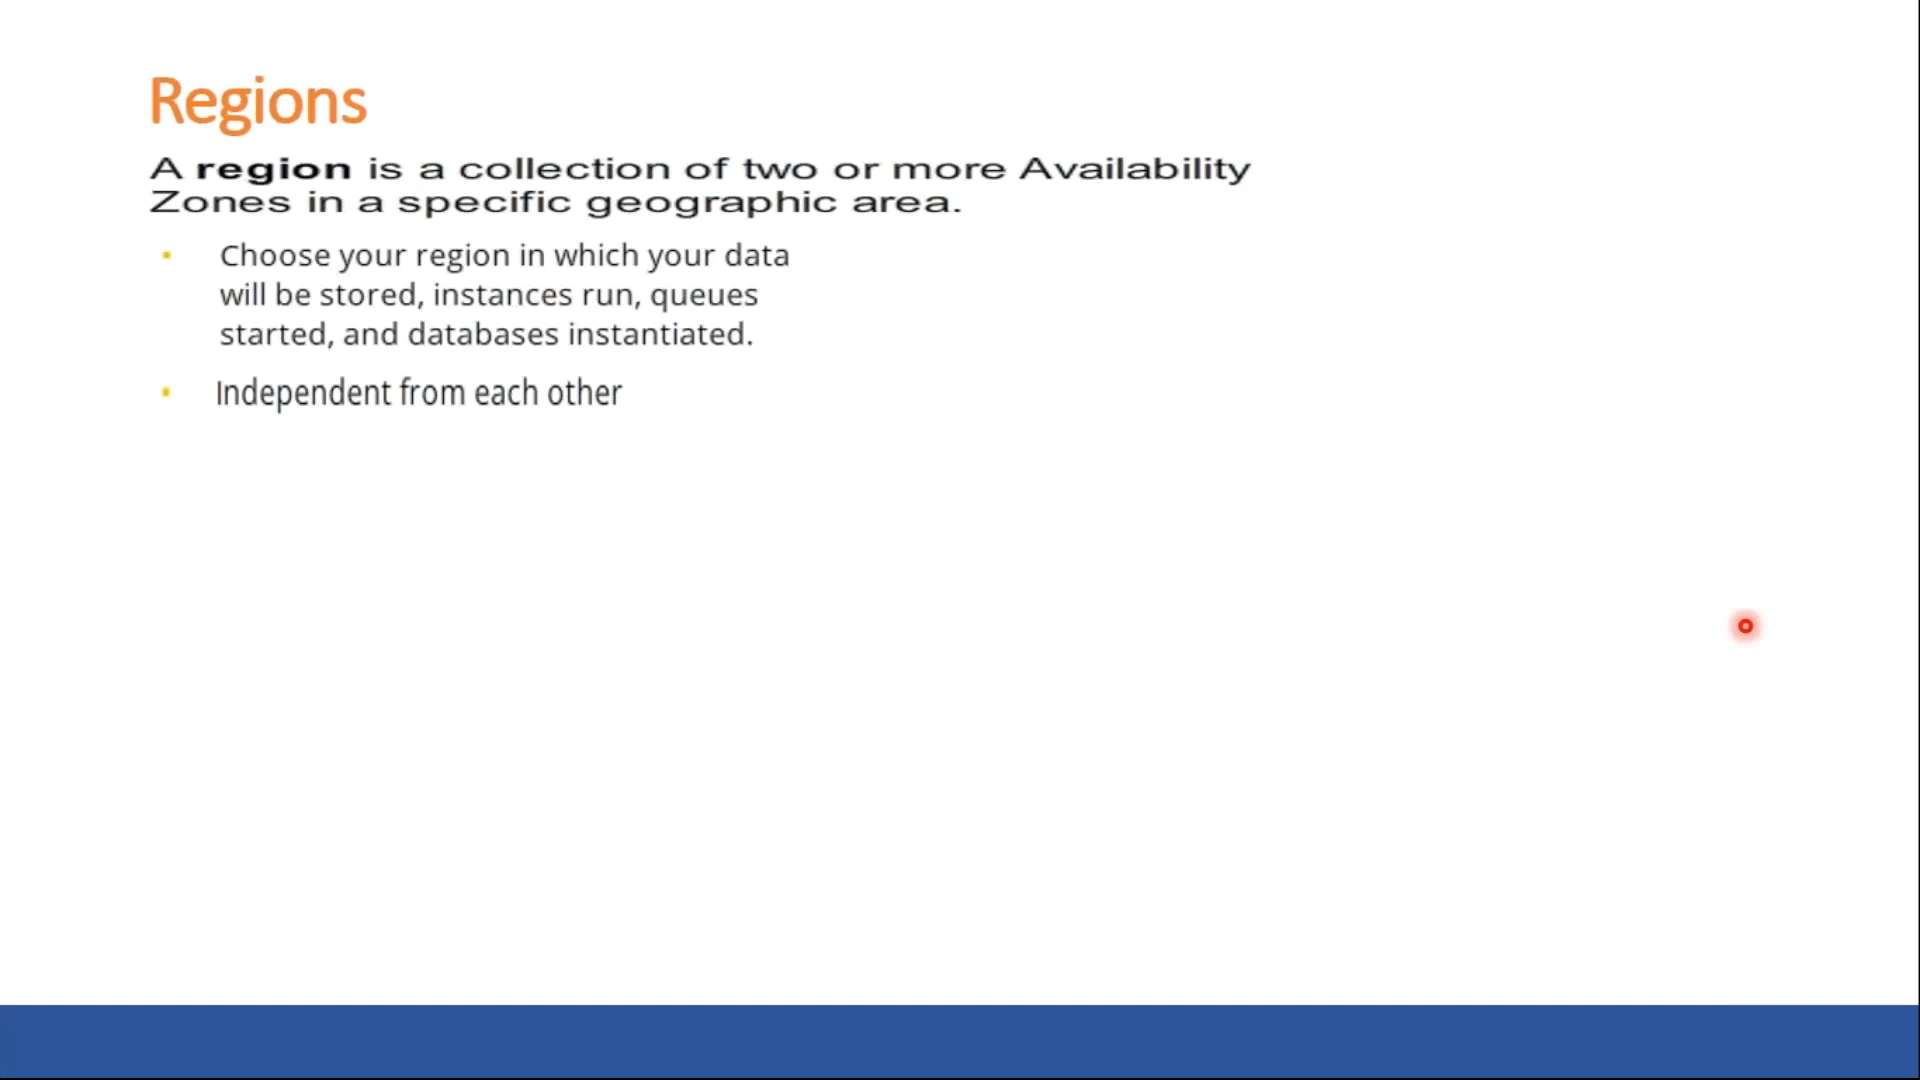 Regions
A region is a collection of two or more Availability
Zones in a specific geographic area.
• Choose your region in which your data
will be stored, instances run, queues
started, and databases instantiated.
• Independent from each other